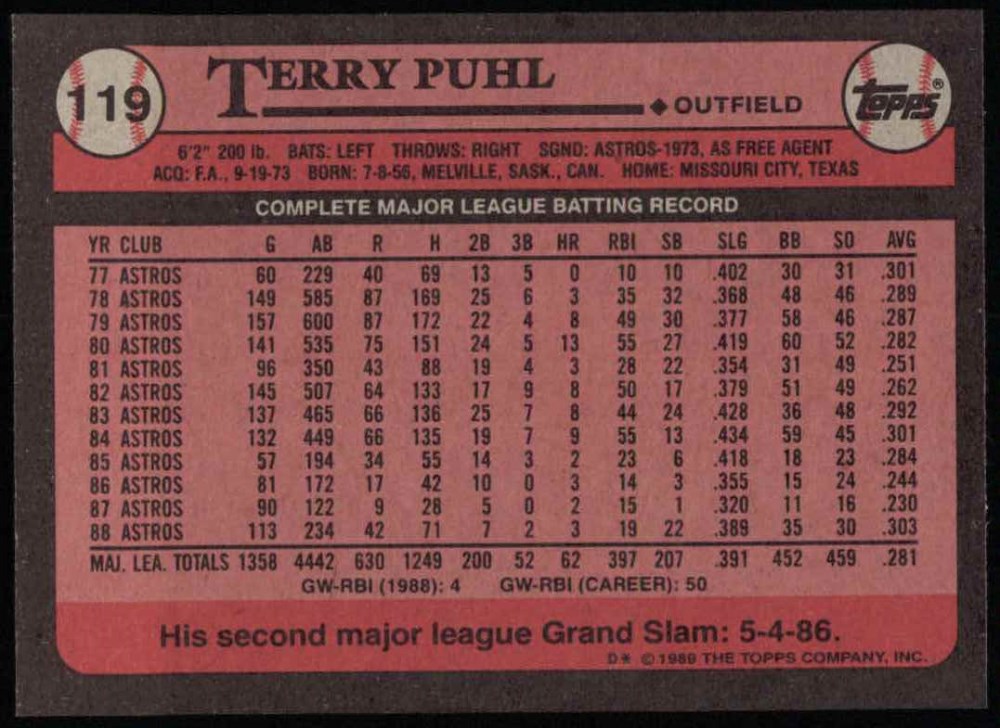 119
TERRY PUHL
◆ OUTFIELD
topps®
6'2" 200 lb. BATS: LEFT THROWS: RIGHT SGND: ASTROS-1973, AS FREE AGENT
ACQ: F.A., 9-19-73 BORN: 7-8-56, MELVILLE, SASK., CAN. HOME: MISSOURI CITY, TEXAS
COMPLETE MAJOR LEAGUE BATTING RECORD
YR CLUB G AB R H 2B 3B HR RBI SB SLG BB SO AVG
77 ASTROS 60 229 40 69 13 5 0 10 10 .402 30 31 .301
78 ASTROS 149 585 87 169 25 6 3 35 32 .368 48 46 .289
79 ASTROS 157 600 87 172 22 4 8 49 30 .377 58 46 .287
80 ASTROS 141 535 75 151 24 5 13 55 27 .419 60 52 .282
81 ASTROS 96 350 43 88 19 4 3 28 22 .354 31 49 .251
82 ASTROS 145 507 64 133 17 9 8 50 17 .379 51 49 .262
83 ASTROS 137 465 66 136 25 7 8 44 24 .428 36 48 .292
84 ASTROS 132 449 66 135 19 7 9 55 13 .434 59 45 .301
85 ASTROS 57 194 34 55 14 3 2 23 6 .418 18 23 .284
86 ASTROS 81 172 17 42 10 0 3 14 3 .355 15 24 .244
87 ASTROS 90 122 9 28 5 0 2 15 1 .320 11 16 .230
88 ASTROS 113 234 42 71 7 2 3 19 22 .389 35 30 .303
MAJ. LEA. TOTALS 1358 4442 630 1249 200 52 62 397 207 .391 452 459 .281
GW-RBI (1988): 4 GW-RBI (CAREER): 50
His second major league Grand Slam: 5-4-86.
D* © 1989 THE TOPPS COMPANY, INC.